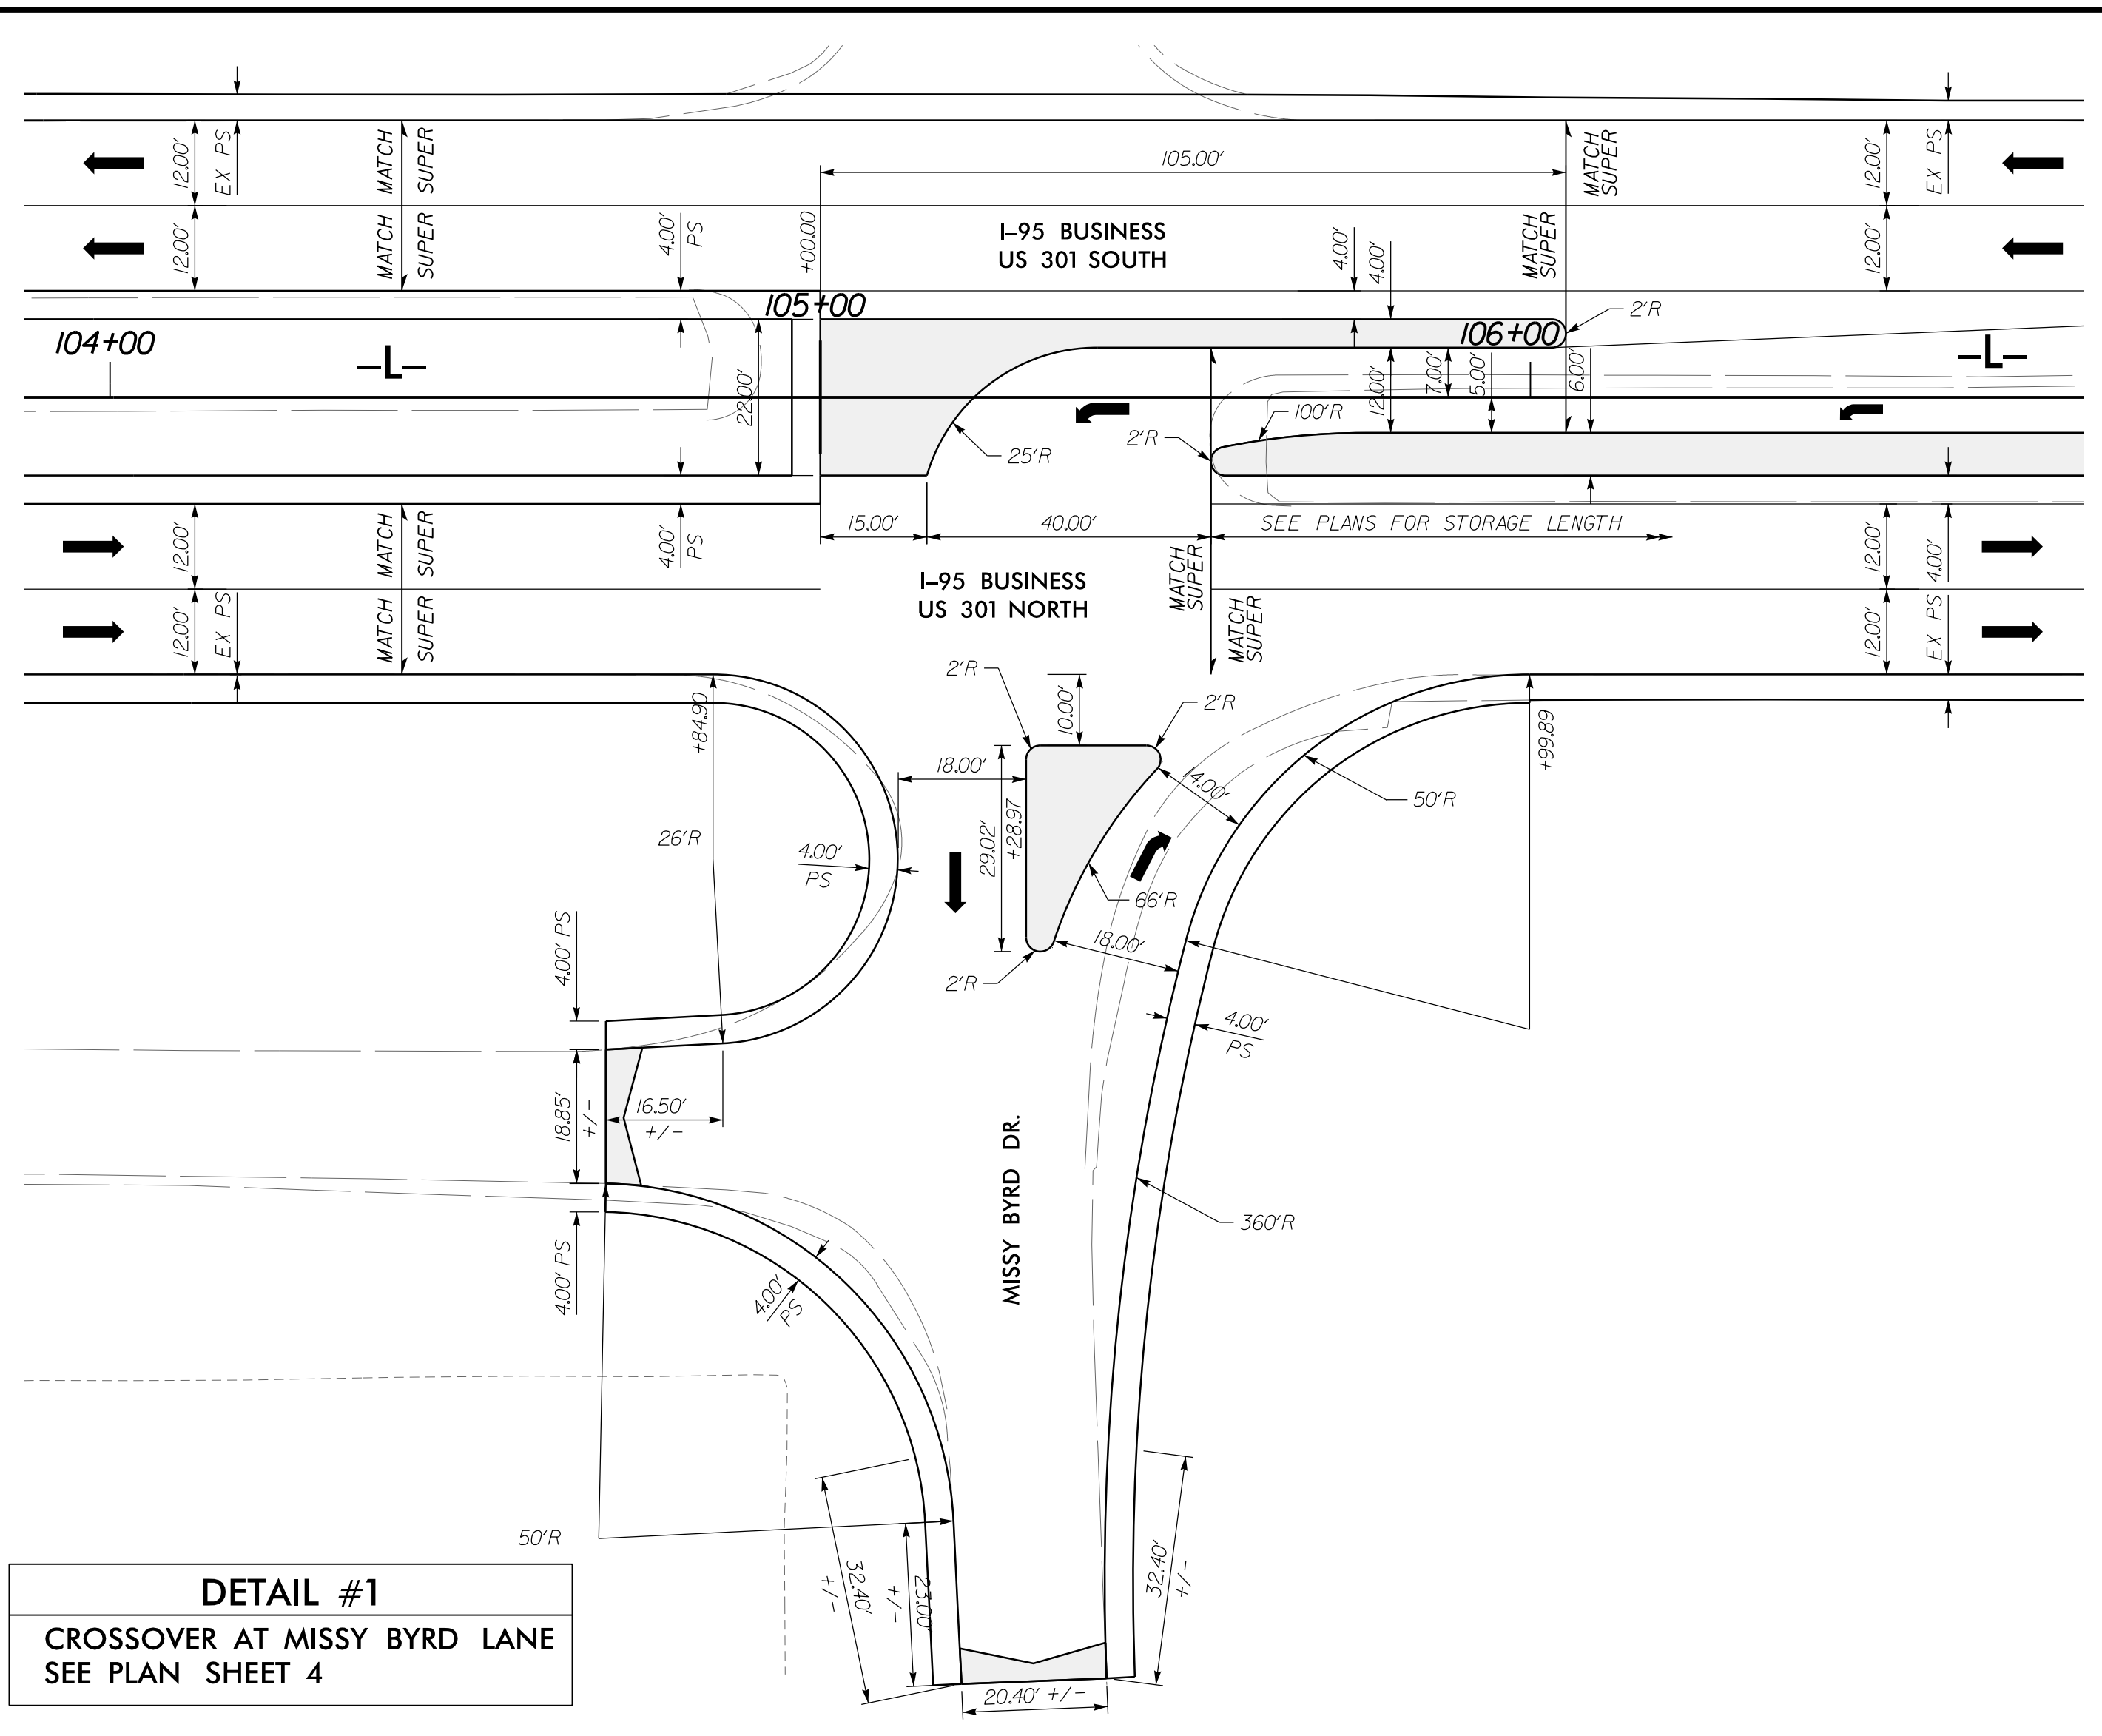 105.00'
12.00'
EX PS
MATCH MATCH
SUPER SUPER
12.00'
4.00'
PS
+00.00
I-95 BUSINESS
US 301 SOUTH
4.00'
4.00'
MATCH
SUPER
MATCH
SUPER
12.00'
EX PS
12.00'
104+00
-L-
105+00
106+00
2'R
-L-
22.00'
25'R
2'R
100'R
12.00'
7.00'
5.00'
6.00'
15.00'
40.00'
SEE PLANS FOR STORAGE LENGTH
12.00'
EX PS
12.00'
MATCH MATCH
SUPER SUPER
4.00'
PS
I-95 BUSINESS
US 301 NORTH
MATCH
SUPER
MATCH
SUPER
12.00'
12.00'
EX PS 4.00'
+84.90
2'R
10.00'
2'R
+99.89
18.00'
14.00'
50'R
26'R
4.00'
PS
29.02'
+28.97
66'R
18.00'
2'R
4.00' PS
4.00'
PS
18.85'
+/-
16.50'
+/-
MISSY BYRD DR.
360'R
4.00' PS
4.00'
PS
50'R
32.40'
+/-
23.00'
+/-
32.40'
+/-
20.40' +/-
DETAIL #1
CROSSOVER AT MISSY BYRD LANE
SEE PLAN SHEET 4